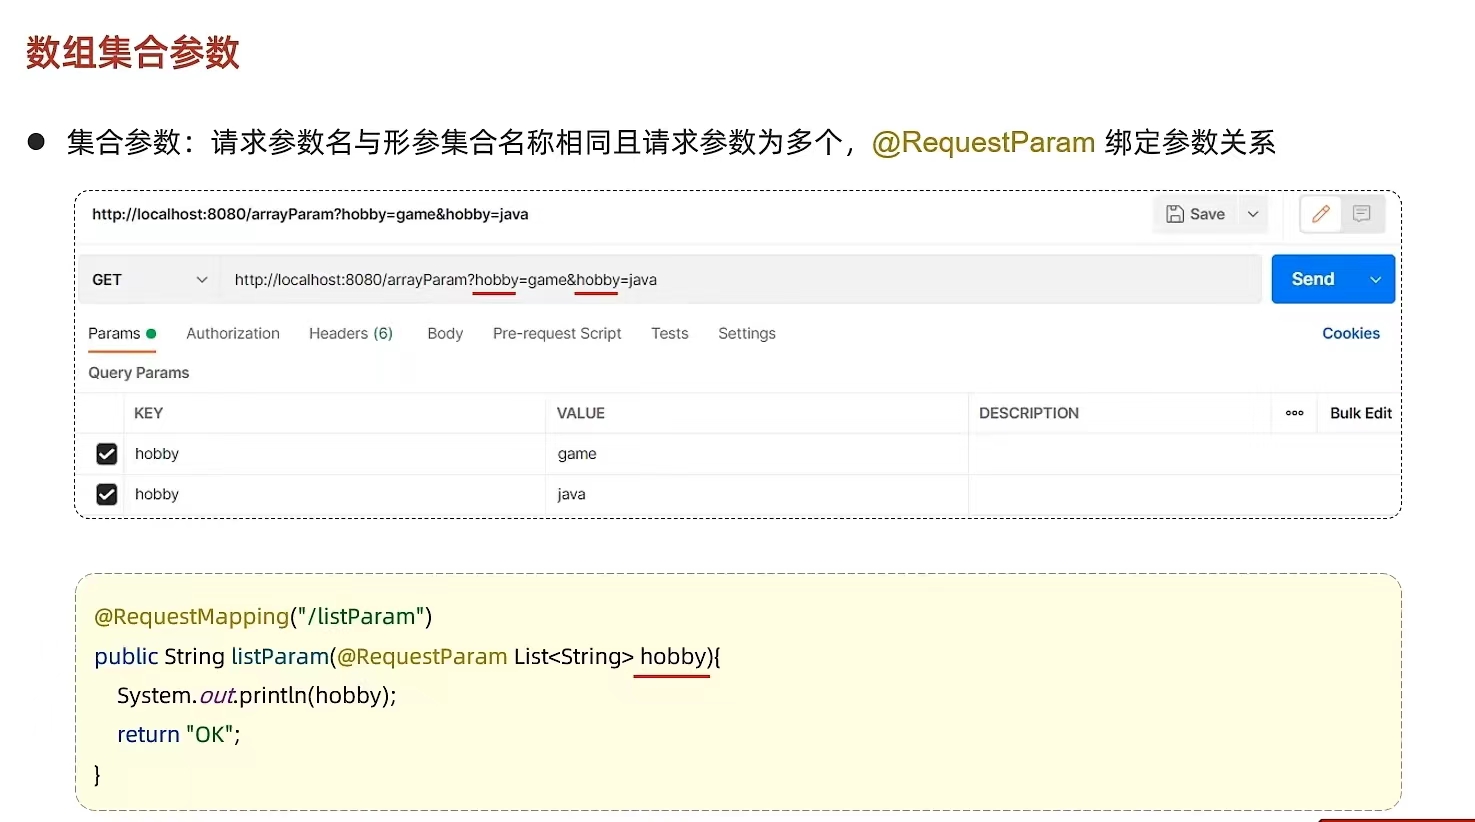 数组集合参数
● 集合参数：请求参数名与形参集合名称相同且请求参数为多个，@RequestParam 绑定参数关系
http://localhost:8080/arrayParam?hobby=game&hobby=java Save
GET http://localhost:8080/arrayParam?hobby=game&hobby=java Send
Params Authorization Headers (6) Body Pre-request Script Tests Settings Cookies
Query Params
KEY VALUE DESCRIPTION ooo Bulk Edit
hobby game
hobby java
@RequestMapping("/listParam")
public String listParam(@RequestParam List<String> hobby){
System.out.println(hobby);
return "OK";
}